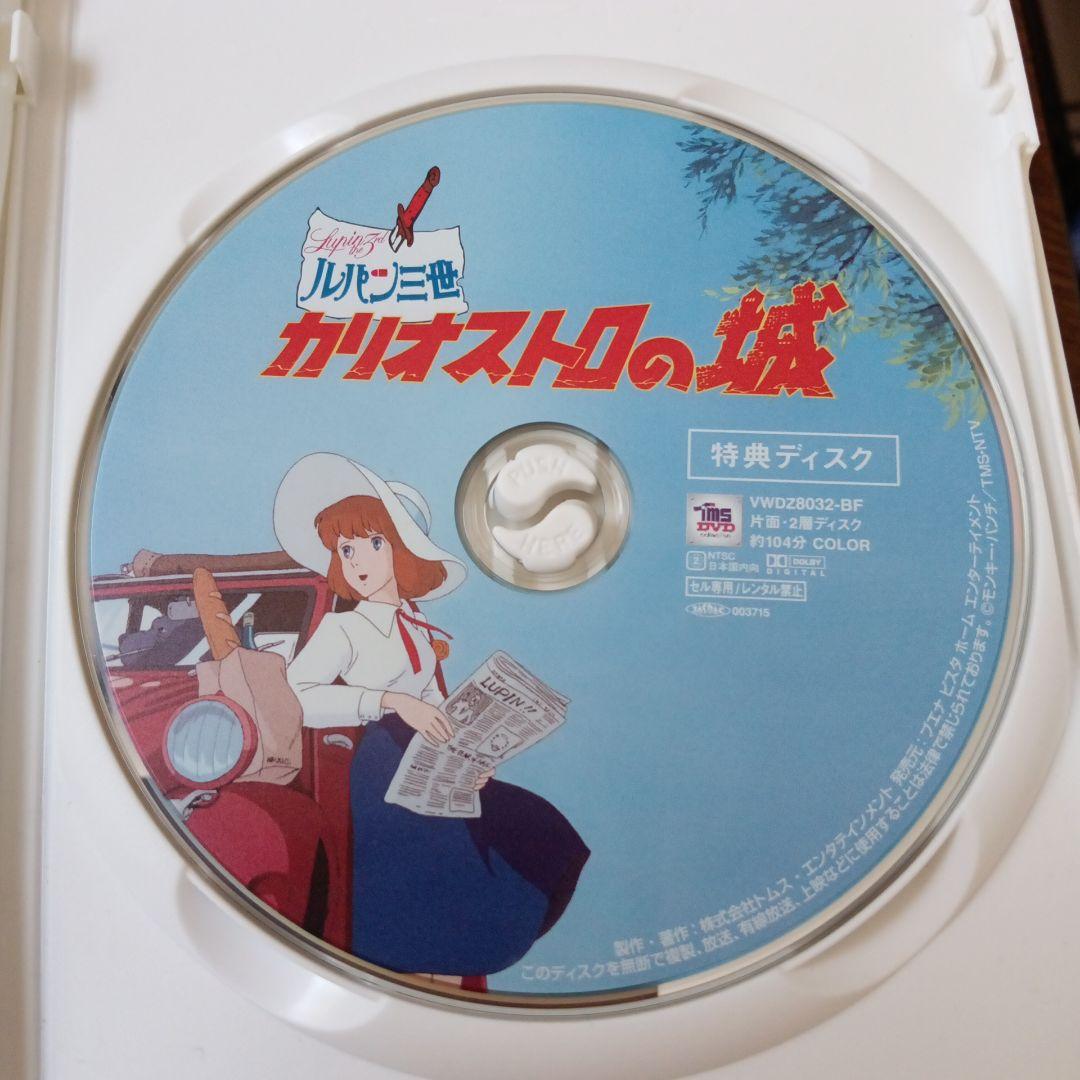 Lupin the 3rd
ルパン三世
カリオストロの城
PUSH
HERE
特典ディスク
TMS
DVD
VWDZ8032-BF
片面・2層ディスク
約104分 COLOR
2
NTSC
日本国内向
DOLBY
DIGITAL
セル専用/レンタル禁止
003715
LUPIN!!
製作・著作：株式会社トムス・エンタテインメント 発売元：ブエナ ビスタ ホーム エンターテイメント
このディスクを無断で複製、放送、有線放送、上映などに使用することは法律で禁じられております。©モンキー・パンチ／TMS・NTV